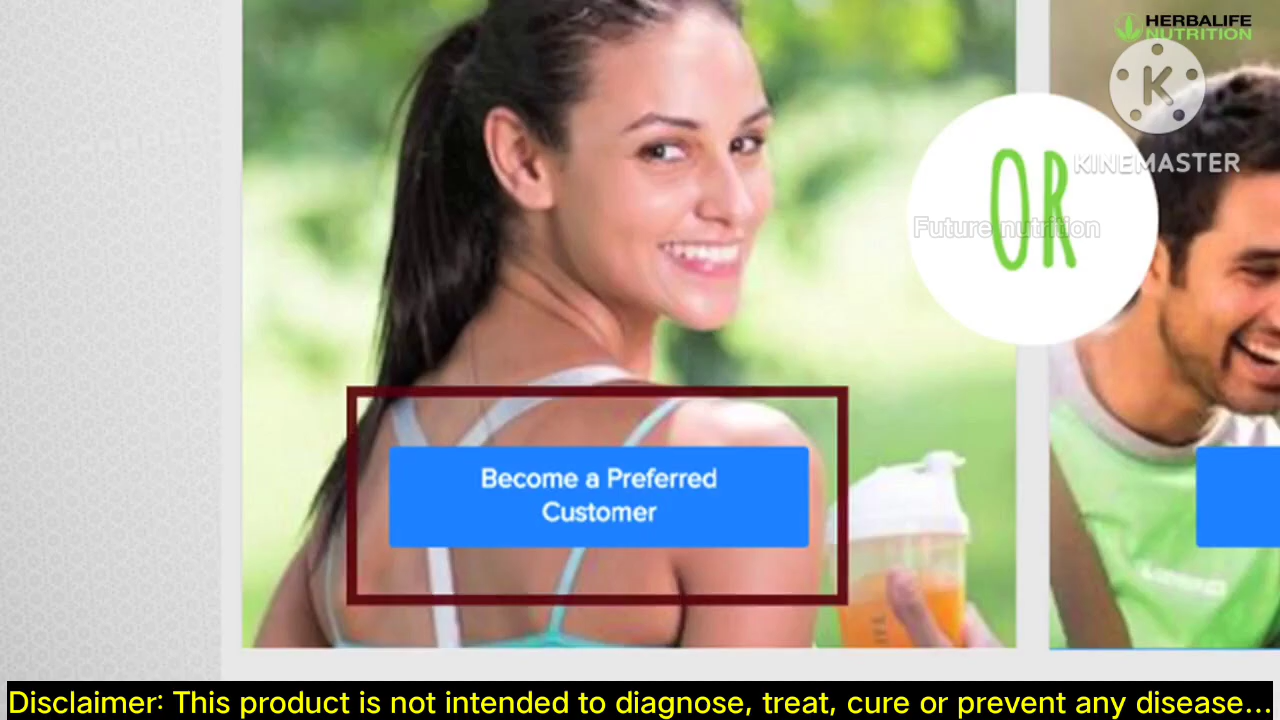 HERBALIFE
NUTRITION
K
KINEMASTER
OR
Future nutrition
Become a Preferred
Customer
Disclaimer: This product is not intended to diagnose, treat, cure or prevent any disease...